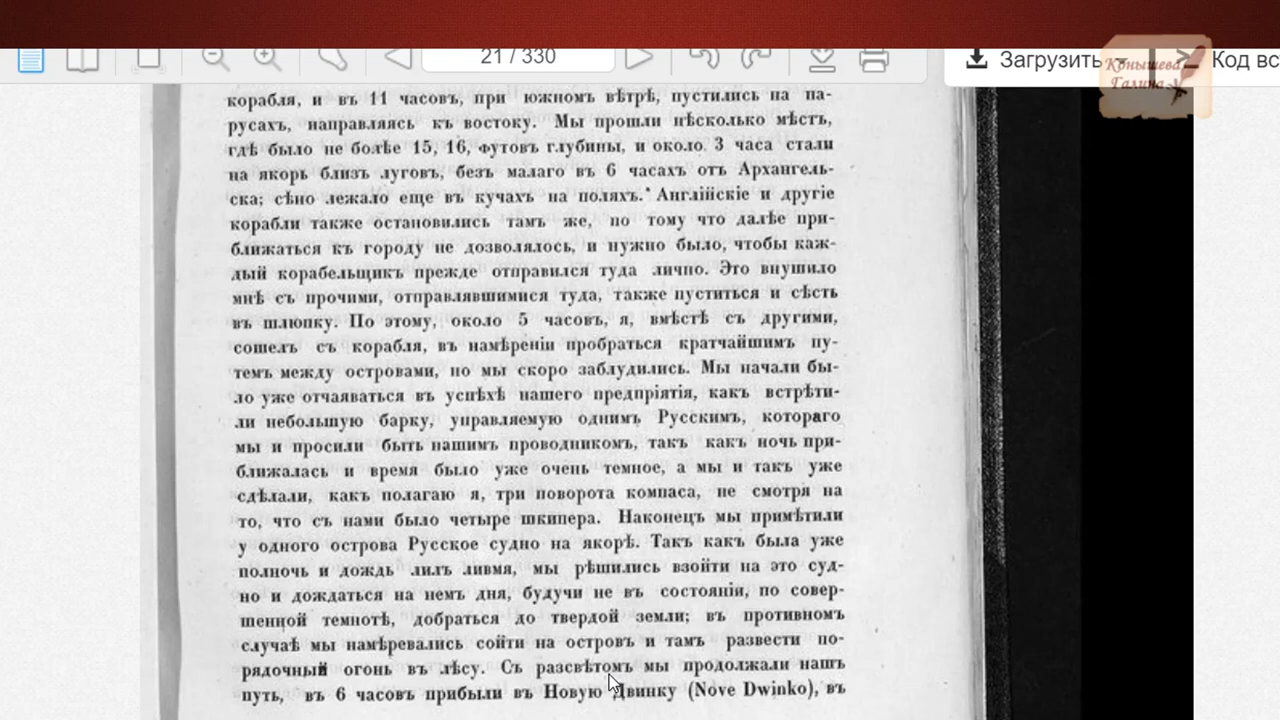 21 / 330
Загрузить
Код вс
Конышева
Галина
корабля, и въ 11 часовъ, при южномъ вѣтрѣ, пустились на па-
русахъ, направляясь къ востоку. Мы прошли нѣсколько мѣстъ,
гдѣ было не болѣе 15, 16, футовъ глубины, и около 3 часа стали
на якорь близъ луговъ, безъ малаго въ 6 часахъ отъ Архангель-
ска; сѣно лежало еще въ кучахъ на поляхъ. Англійскіе и другіе
корабли также остановились тамъ же, по тому что далѣе при-
ближаться къ городу не дозволялось, и нужно было, чтобы каж-
дый корабельщикъ прежде отправился туда лично. Это внушило
мнѣ съ прочими, отправлявшимися туда, также пуститься и сѣсть
въ шлюпку. По этому, около 5 часовъ, я, вмѣстѣ съ другими,
сошелъ съ корабля, въ намѣреніи пробраться кратчайшимъ пу-
темъ между островами, но мы скоро заблудились. Мы начали бы-
ло уже отчаяваться въ успѣхѣ нашего предпріятія, какъ встрѣти-
ли небольшую барку, управляемую однимъ Русскимъ, котораго
мы и просили быть нашимъ проводникомъ, такъ какъ ночь при-
ближалась и время было уже очень темное, а мы и такъ уже
сдѣлали, какъ полагаю я, три поворота компаса, не смотря на
то, что съ нами было четыре шкипера. Наконецъ мы примѣтили
у одного острова Русское судно на якорѣ. Такъ какъ была уже
полночь и дождь лилъ ливмя, мы рѣшились взойти на это суд-
но и дождаться на немъ дня, будучи не въ состояніи, по совер-
шенной темнотѣ, добраться до твердой земли; въ противномъ
случаѣ мы намѣревались сойти на островъ и тамъ развести по-
рядочный огонь въ лѣсу. Съ разсвѣтомъ мы продолжали нашъ
путь, въ 6 часовъ прибыли въ Новую Двинку (Nove Dwinko), въ